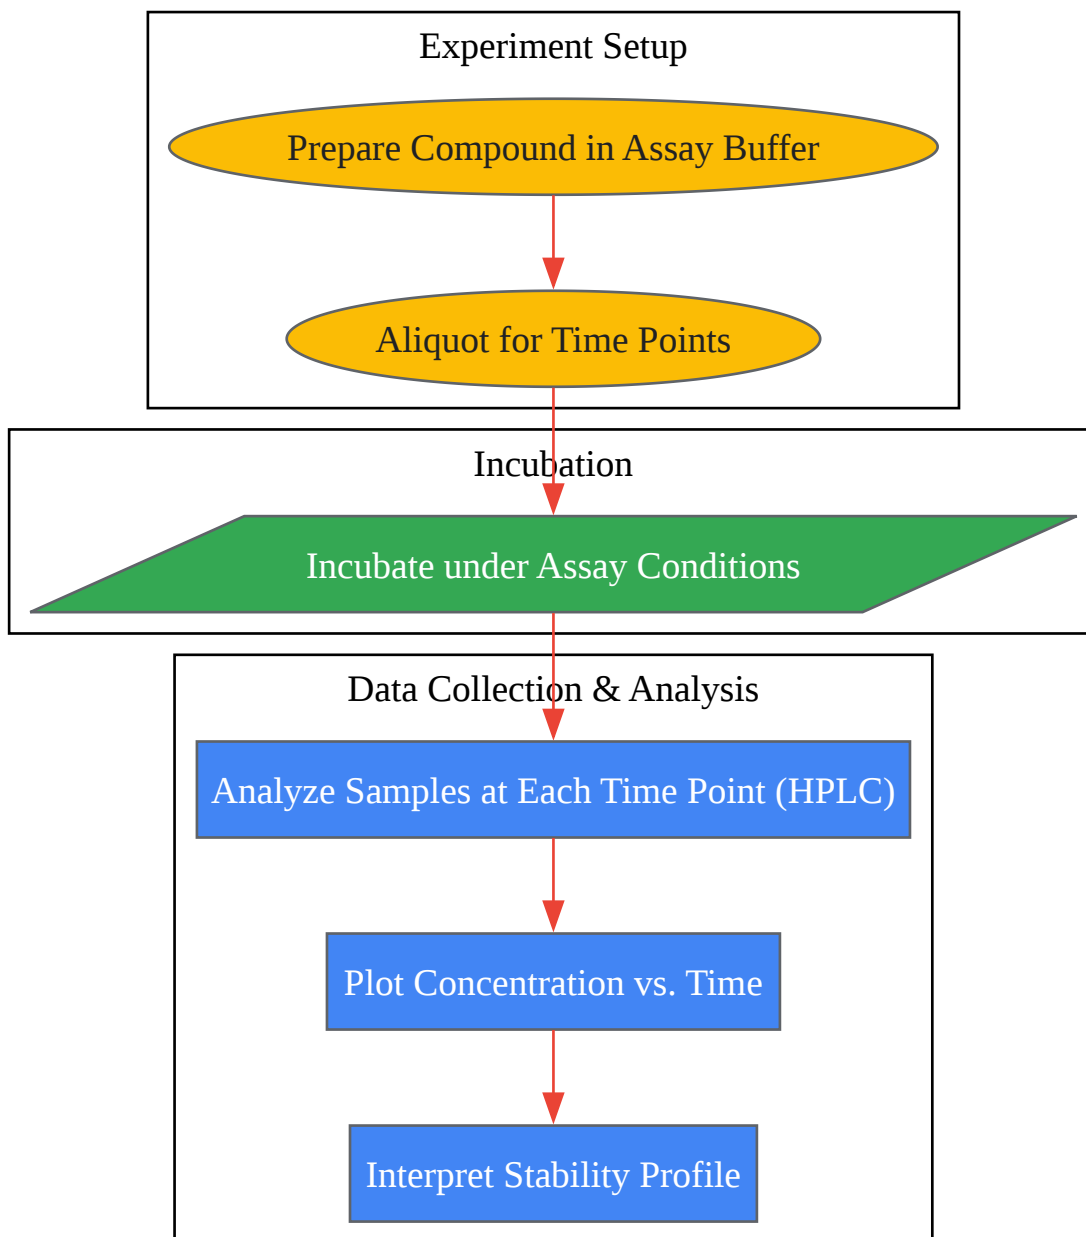 Experiment Setup
Prepare Compound in Assay Buffer
Aliquot for Time Points
Incubation
Incubate under Assay Conditions
Data Collection & Analysis
Analyze Samples at Each Time Point (HPLC)
Plot Concentration vs. Time
Interpret Stability Profile